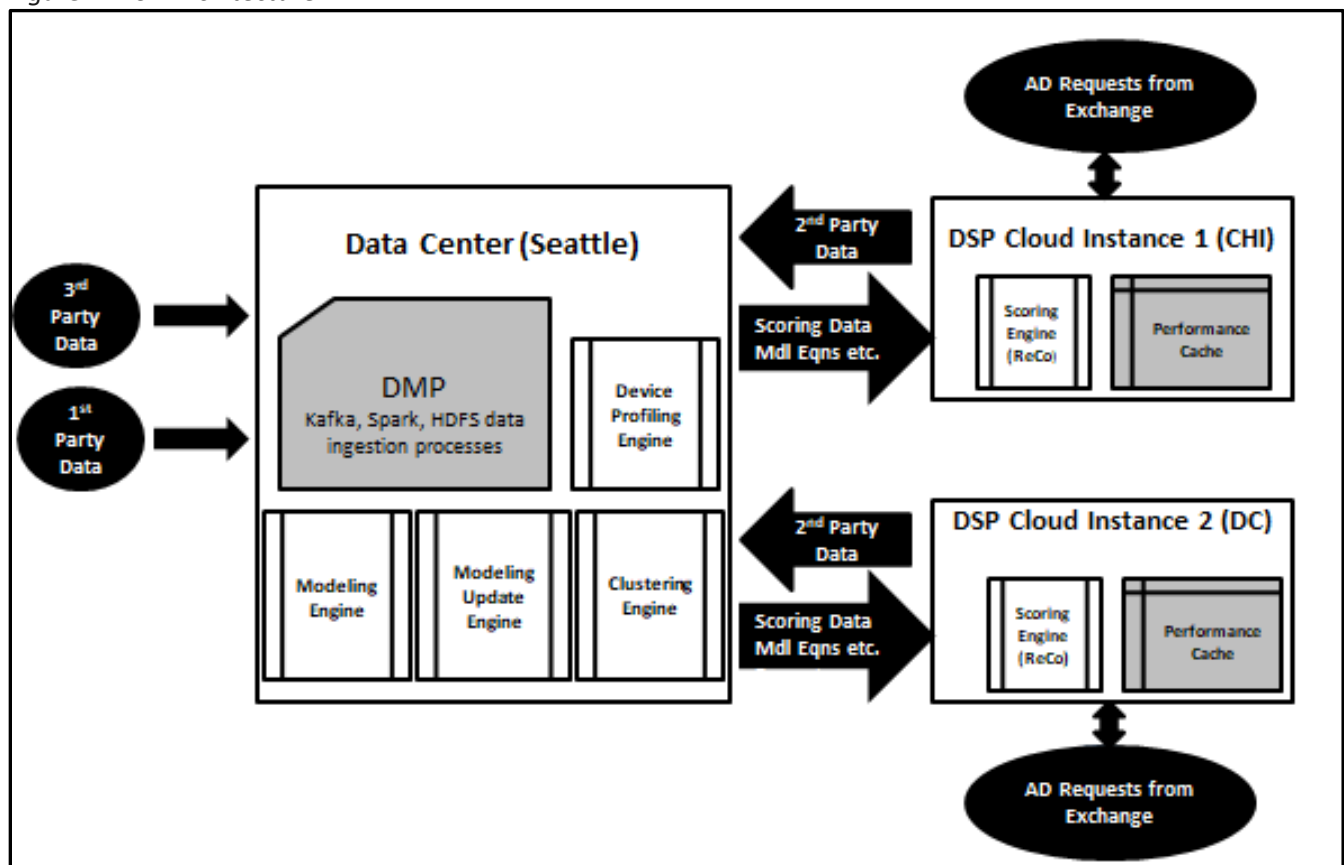 AD Requests from
Exchange
Data Center (Seattle)
3rd
Party
Data
1st
Party
Data
DMP
Kafka, Spark, HDFS data
ingestion processes
Device
Profiling
Engine
Modeling
Engine
Modeling
Update
Engine
Clustering
Engine
2nd Party
Data
Scoring Data
Mdl Eqns etc.
DSP Cloud Instance 1 (CHI)
Scoring
Engine
(ReCo)
Performance
Cache
2nd Party
Data
Scoring Data
Mdl Eqns etc.
DSP Cloud Instance 2 (DC)
Scoring
Engine
(ReCo)
Performance
Cache
AD Requests from
Exchange